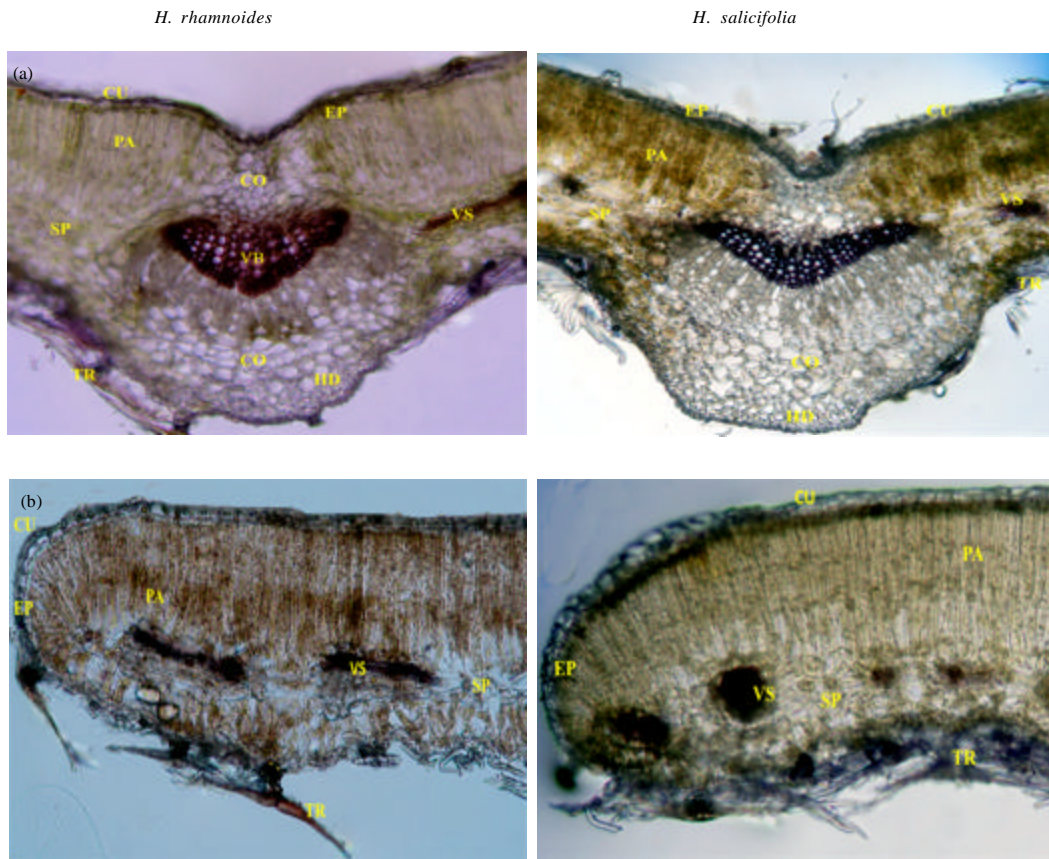 H. rhamnoides H. salicifolia
(a)
CU
EP
PA
CO
VS
SP
VB
CO
HD
TR
EP
CU
PA
SP
VS
TR
CO
HD
(b)
CU
EP
PA
VS
SP
TR
CU
PA
EP
VS
SP
TR